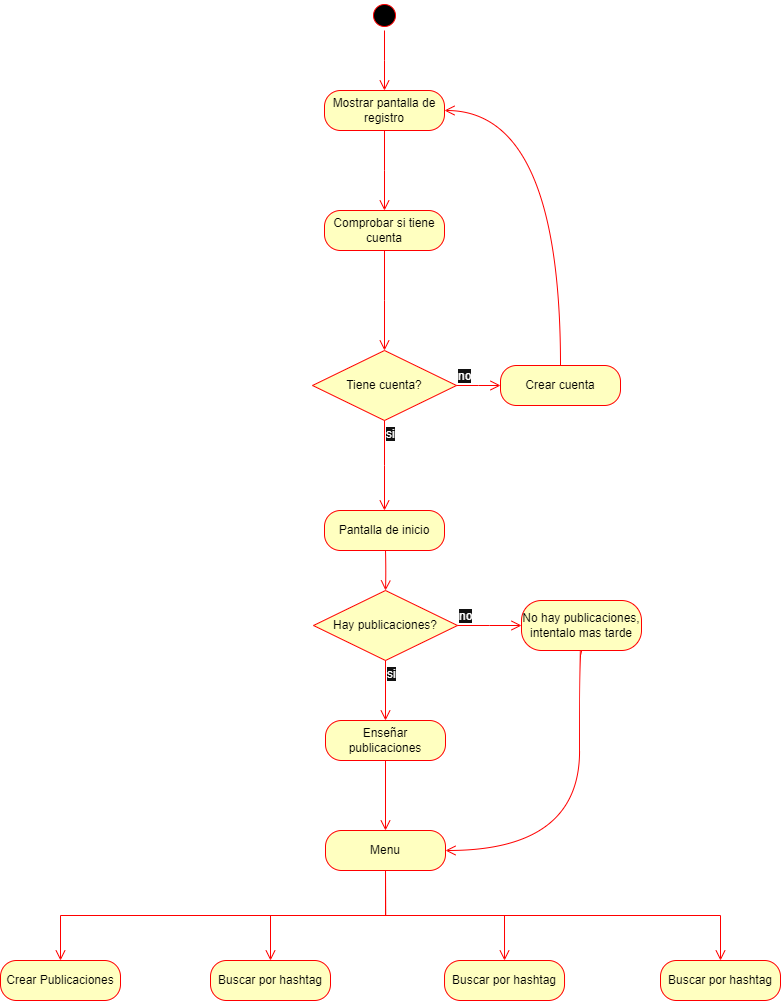 Mostrar pantalla de
registro
Comprobar si tiene
cuenta
Tiene cuenta?
no
Crear cuenta
si
Pantalla de inicio
Hay publicaciones?
no
No hay publicaciones,
intentalo mas tarde
si
Enseñar
publicaciones
Menu
Crear Publicaciones
Buscar por hashtag
Buscar por hashtag
Buscar por hashtag